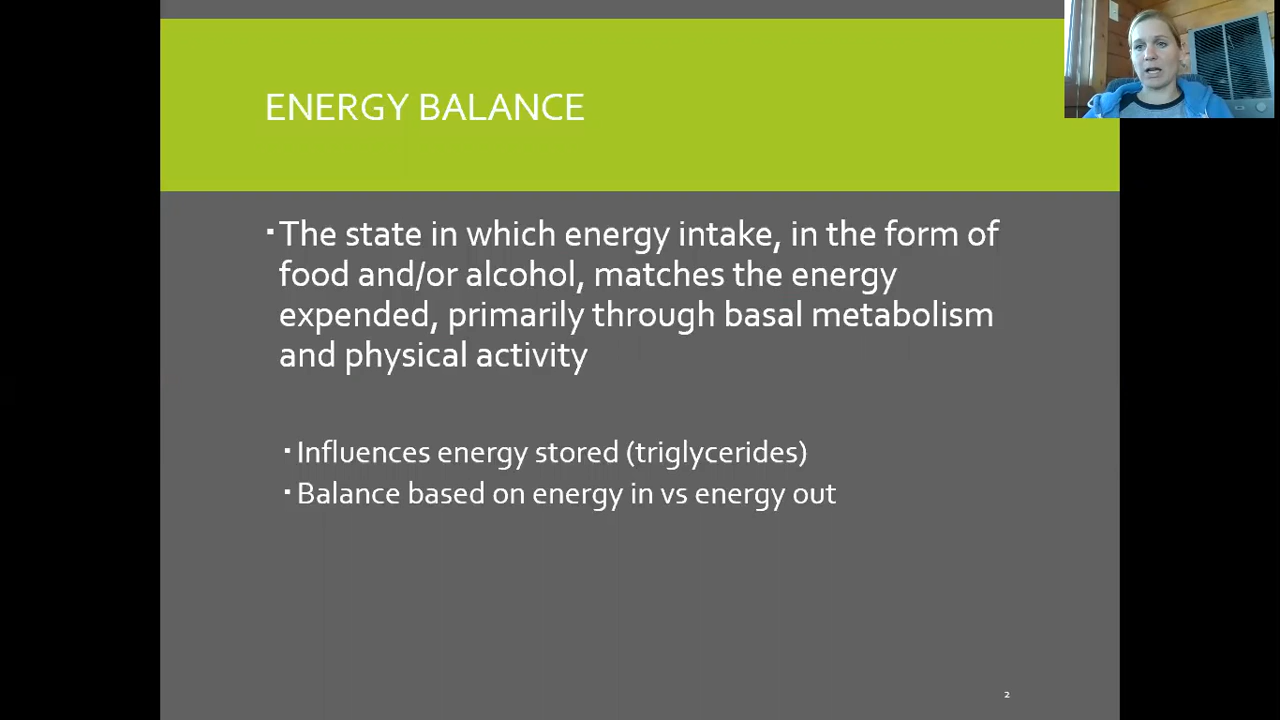 ENERGY BALANCE
▪The state in which energy intake, in the form of
food and/or alcohol, matches the energy
expended, primarily through basal metabolism
and physical activity
▪Influences energy stored (triglycerides)
▪Balance based on energy in vs energy out
2